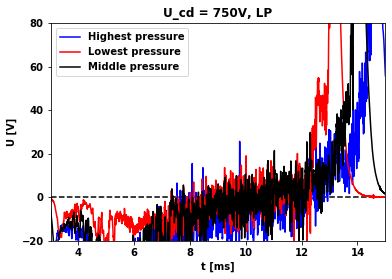 U_cd = 750V, LP
Highest pressure
Lowest pressure
Middle pressure
U [V]
80
60
40
20
0
−20
4 6 8 10 12 14
t [ms]